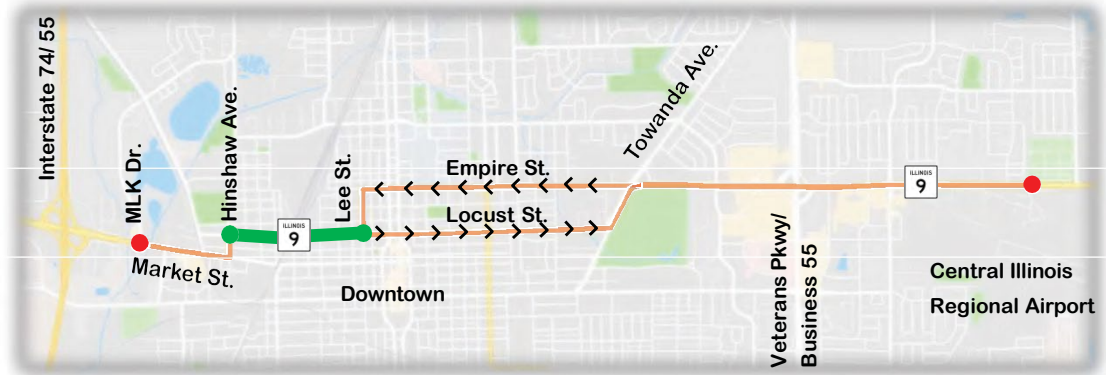 Interstate 74/ 55
MLK Dr.
Hinshaw Ave.
Lee St.
Empire St.
Towanda Ave.
ILLINOIS
9
ILLINOIS
9
Locust St.
Market St.
Downtown
Veterans Pkwy/
Business 55
Central Illinois
Regional Airport